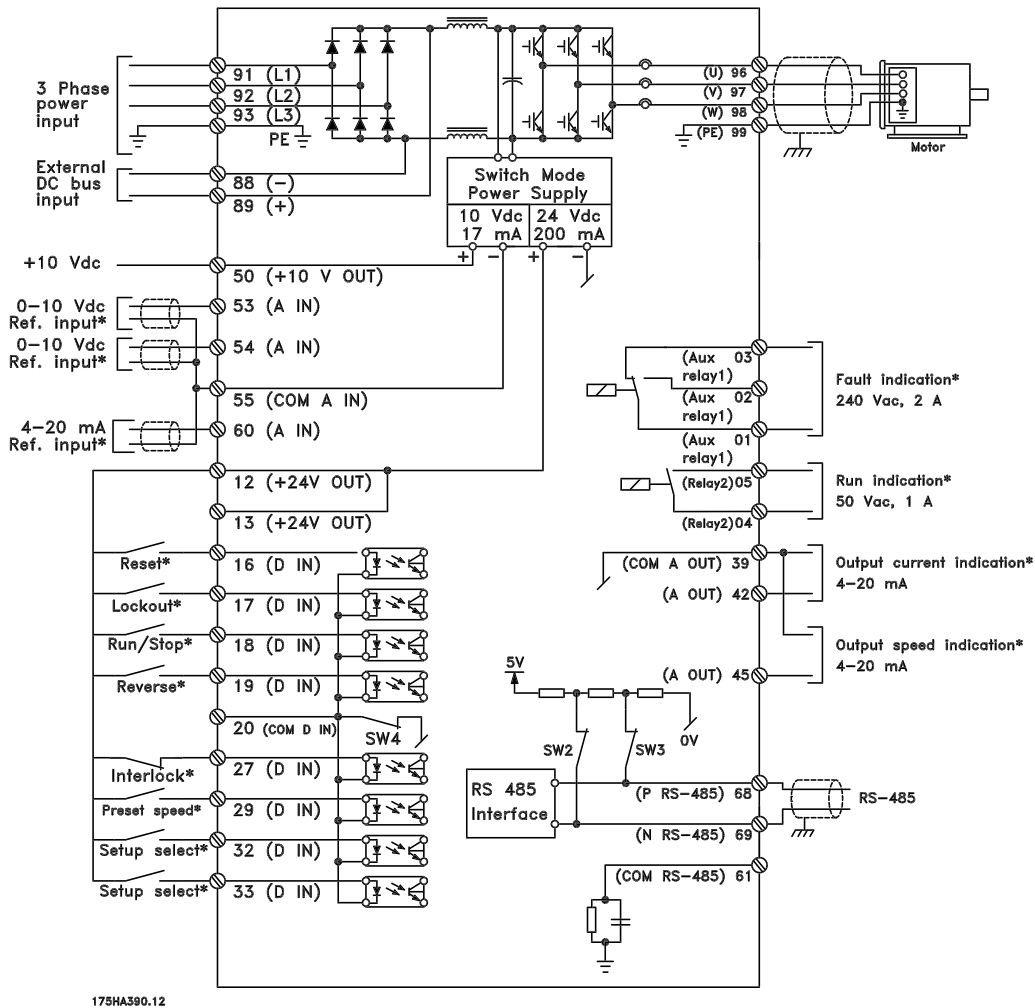 3 Phase
power
input
91 (L1)
92 (L2)
93 (L3)
PE
External
DC bus
input
88 (−)
89 (+)
Switch Mode
Power Supply
10 Vdc
17 mA
24 Vdc
200 mA
+ − + −
(U) 96
(V) 97
(W) 98
(PE) 99
Motor
+10 Vdc
50 (+10 V OUT)
0−10 Vdc
Ref. input*
53 (A IN)
0−10 Vdc
Ref. input*
54 (A IN)
55 (COM A IN)
4−20 mA
Ref. input*
60 (A IN)
12 (+24V OUT)
13 (+24V OUT)
Reset*
16 (D IN)
Lockout*
17 (D IN)
Run/Stop*
18 (D IN)
Reverse*
19 (D IN)
20 (COM D IN)
SW4
Interlock*
27 (D IN)
Preset speed*
29 (D IN)
Setup select*
32 (D IN)
Setup select*
33 (D IN)
(Aux 03
relay1)
(Aux 02
relay1)
(Aux 01
relay1)
Fault indication*
240 Vac, 2 A
(Relay2)05
(Relay2)04
Run indication*
50 Vac, 1 A
(COM A OUT) 39
(A OUT) 42
Output current indication*
4−20 mA
(A OUT) 45
Output speed indication*
4−20 mA
5V
0V
SW2
SW3
RS 485
Interface
(P RS−485) 68
(N RS−485) 69
RS−485
(COM RS−485) 61
175HA390.12